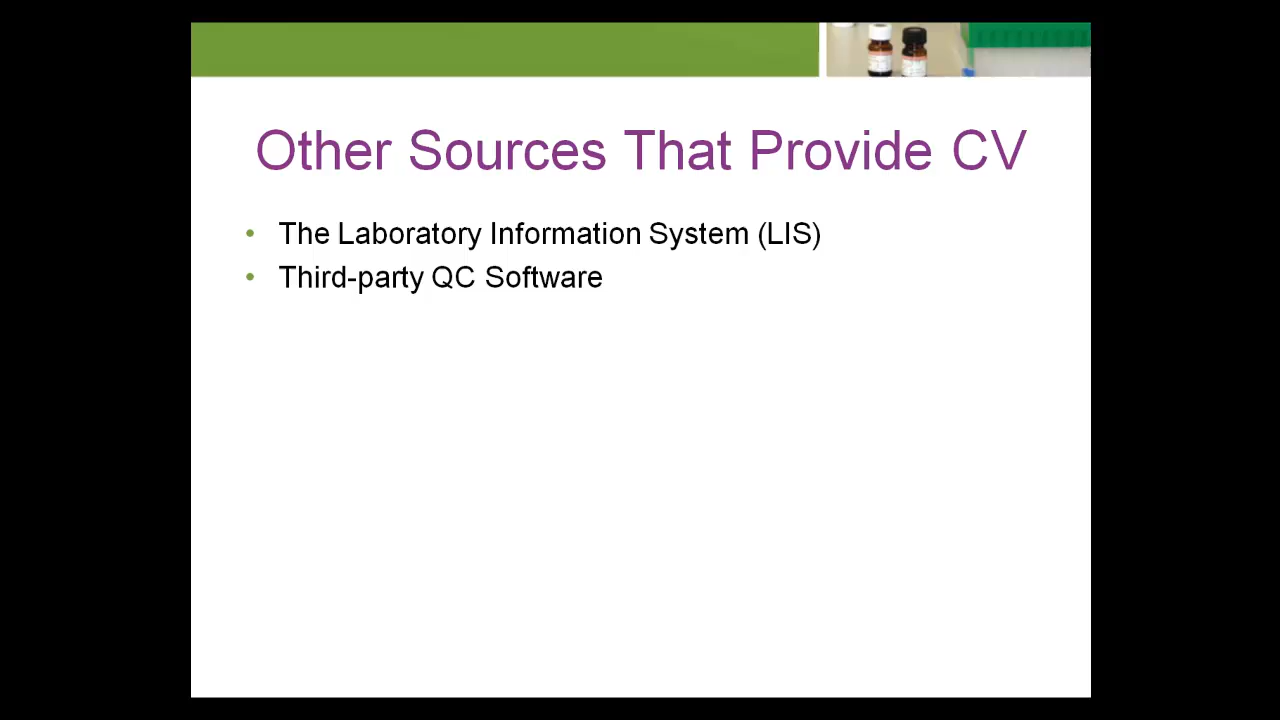 Other Sources That Provide CV
• The Laboratory Information System (LIS)
• Third-party QC Software